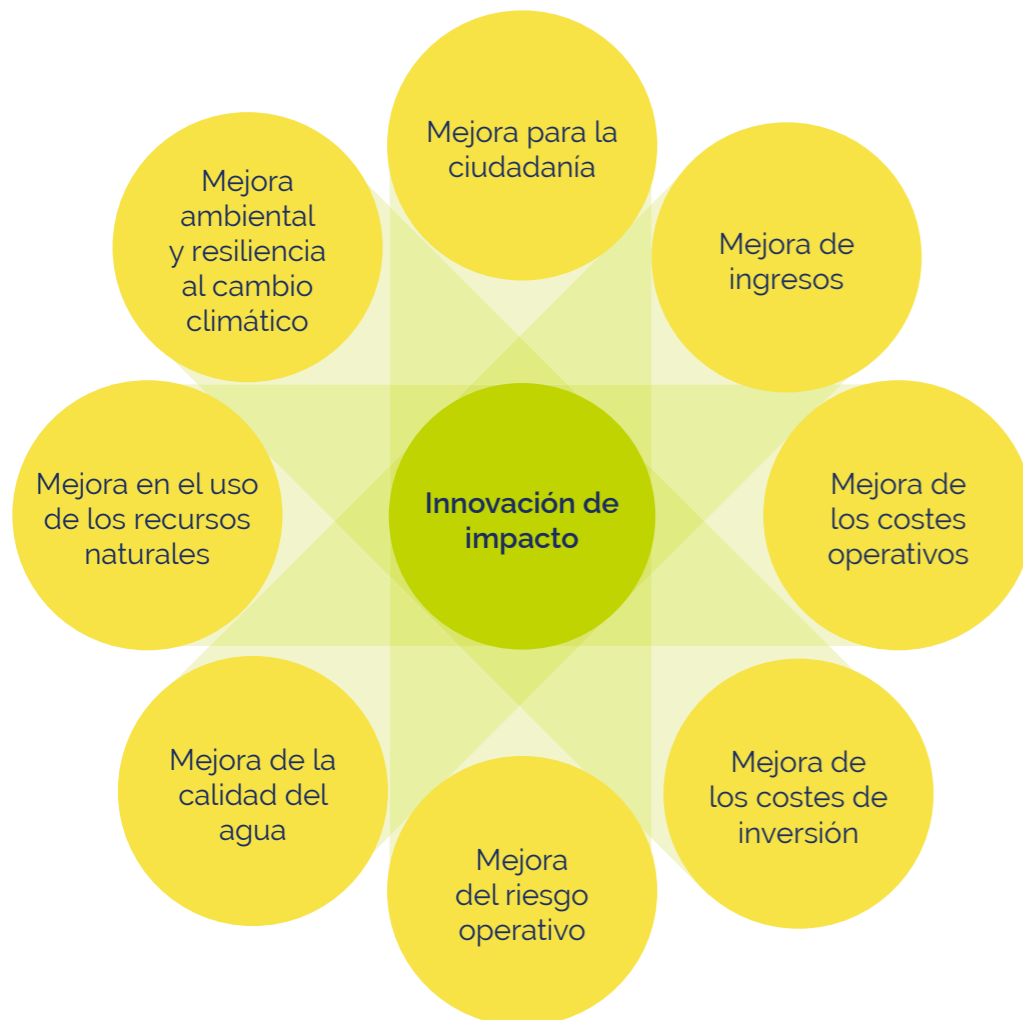 Mejora para la
ciudadanía
Mejora de
ingresos
Mejora de
los costes
operativos
Mejora de
los costes de
inversión
Mejora
del riesgo
operativo
Mejora de la
calidad del
agua
Mejora en el uso
de los recursos
naturales
Mejora
ambiental
y resiliencia
al cambio
climático
Innovación de
impacto